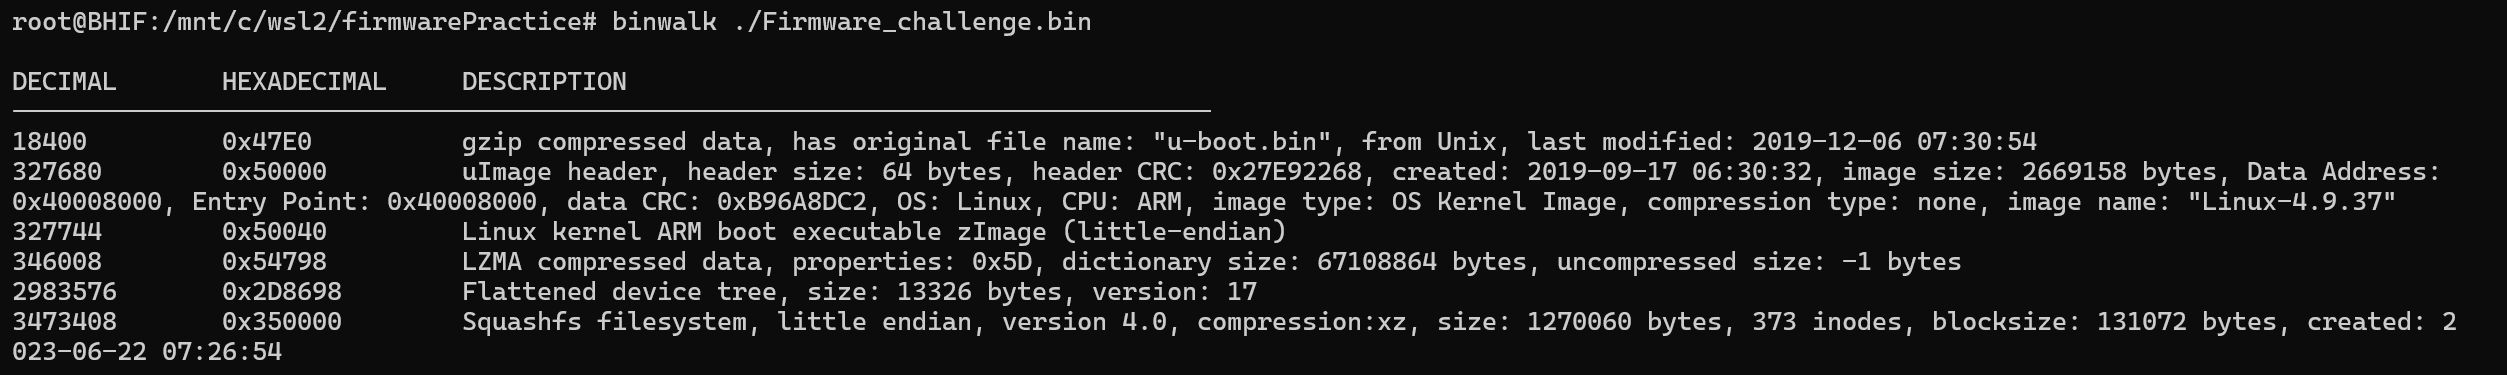 root@BHIF:/mnt/c/wsl2/firmwarePractice# binwalk ./Firmware_challenge.bin
DECIMAL       HEXADECIMAL     DESCRIPTION
18400         0x47E0          gzip compressed data, has original file name: "u-boot.bin", from Unix, last modified: 2019-12-06 07:30:54
327680        0x50000         uImage header, header size: 64 bytes, header CRC: 0x27E92268, created: 2019-09-17 06:30:32, image size: 2669158 bytes, Data Address:
0x40008000, Entry Point: 0x40008000, data CRC: 0xB96A8DC2, OS: Linux, CPU: ARM, image type: OS Kernel Image, compression type: none, image name: "Linux-4.9.37"
327744        0x50040         Linux kernel ARM boot executable zImage (little-endian)
346008        0x54798         LZMA compressed data, properties: 0x5D, dictionary size: 67108864 bytes, uncompressed size: -1 bytes
2983576       0x2D8698        Flattened device tree, size: 13326 bytes, version: 17
3473408       0x350000        Squashfs filesystem, little endian, version 4.0, compression:xz, size: 1270060 bytes, 373 inodes, blocksize: 131072 bytes, created: 2
023-06-22 07:26:54